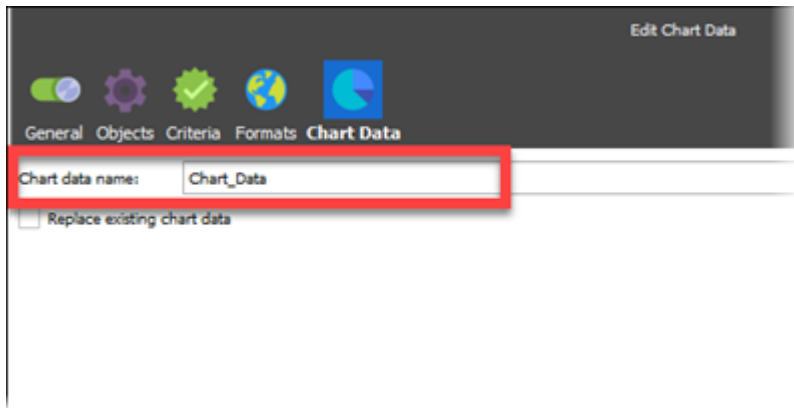 Edit Chart Data
General Objects Criteria Formats Chart Data
Chart data name: Chart_Data
Replace existing chart data